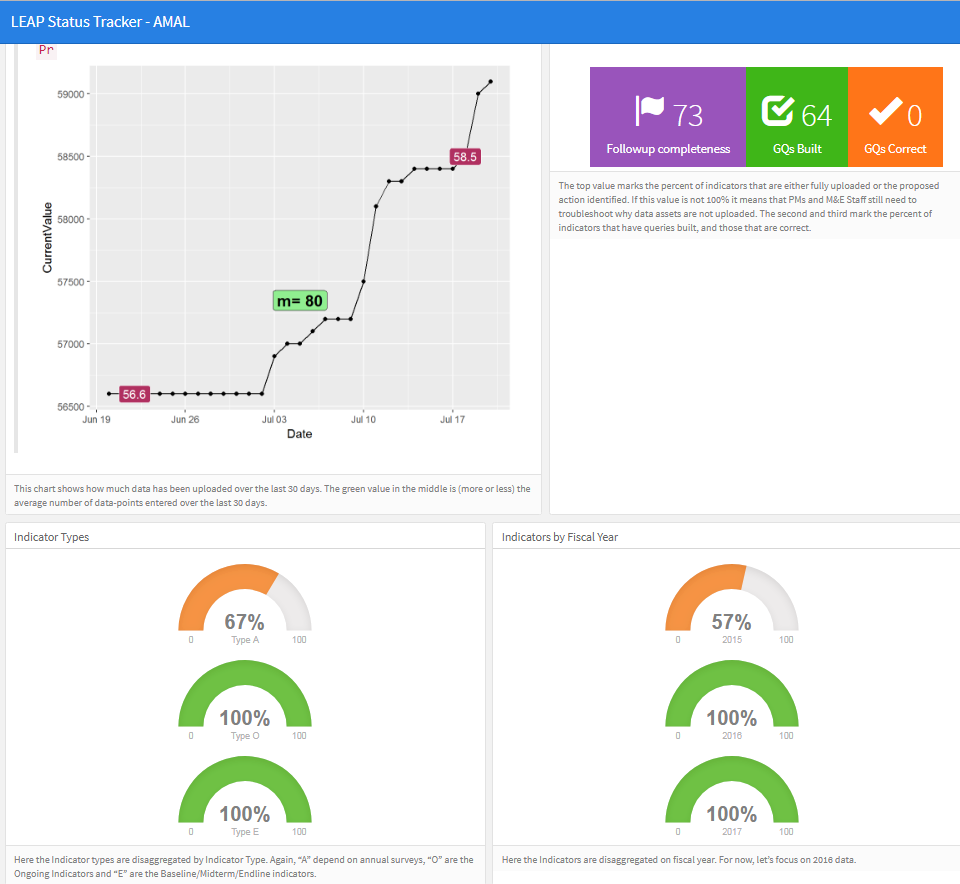 LEAP Status Tracker - AMAL
Pr
59000
58500
58000
57500
57000
56500
CurrentValue
58.5
m= 80
56.6
Jun 19
Jun 26
Jul 03
Jul 10
Jul 17
Date
This chart shows how much data has been uploaded over the last 30 days. The green value in the middle is (more or less) the
average number of data-points entered over the last 30 days.
73
Followup completeness
64
GQs Built
0
GQs Correct
The top value marks the percent of indicators that are either fully uploaded or the proposed
action identified. If this value is not 100% it means that PMs and M&E Staff still need to
troubleshoot why data assets are not uploaded. The second and third mark the percent of
indicators that have queries built, and those that are correct.
Indicator Types
67%
0 Type A 100
100%
0 Type O 100
100%
0 Type E 100
Here the Indicator types are disaggregated by Indicator Type. Again, “A” depend on annual surveys, “O” are the
Ongoing Indicators and “E” are the Baseline/Midterm/Endline indicators.
Indicators by Fiscal Year
57%
0 2015 100
100%
0 2016 100
100%
0 2017 100
Here the Indicators are disaggregated on fiscal year. For now, let's focus on 2016 data.